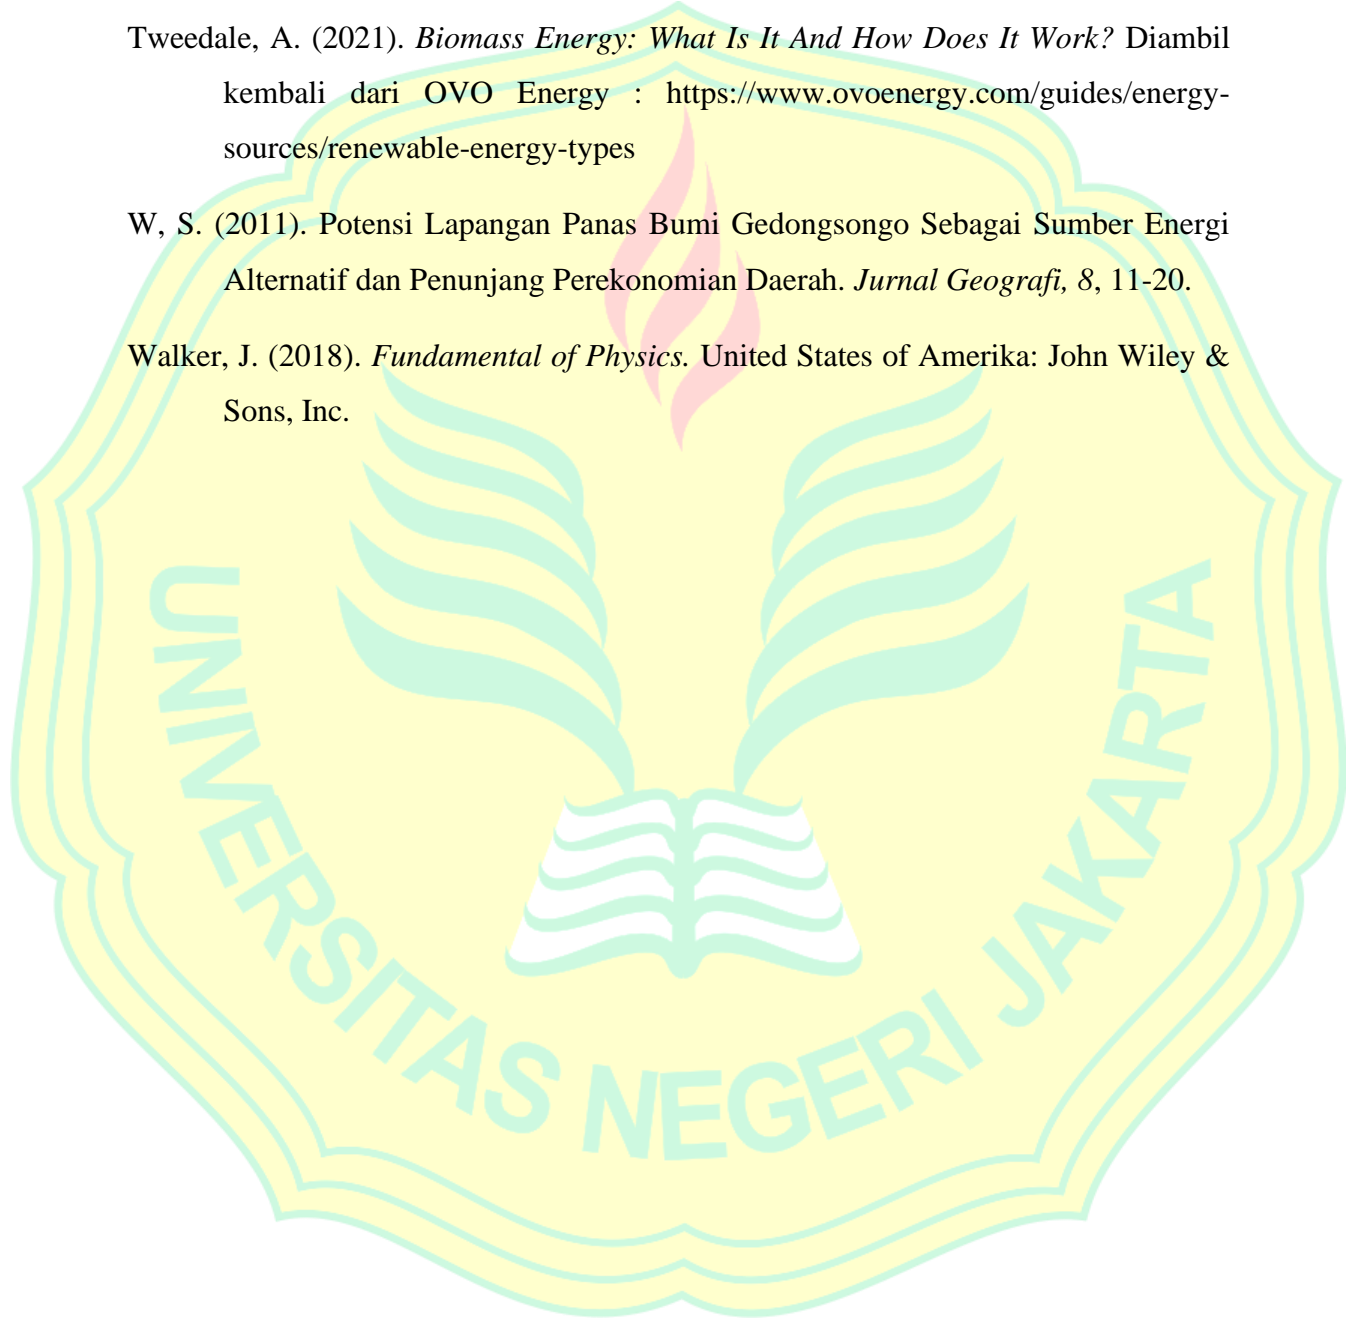 Tweedale, A. (2021). Biomass Energy: What Is It And How Does It Work? Diambil
kembali dari OVO Energy : https://www.ovoenergy.com/guides/energy-
sources/renewable-energy-types
W, S. (2011). Potensi Lapangan Panas Bumi Gedongsongo Sebagai Sumber Energi
Alternatif dan Penunjang Perekonomian Daerah. Jurnal Geografi, 8, 11-20.
Walker, J. (2018). Fundamental of Physics. United States of Amerika: John Wiley &
Sons, Inc.
UNIVERSITAS NEGERI JAKARTA